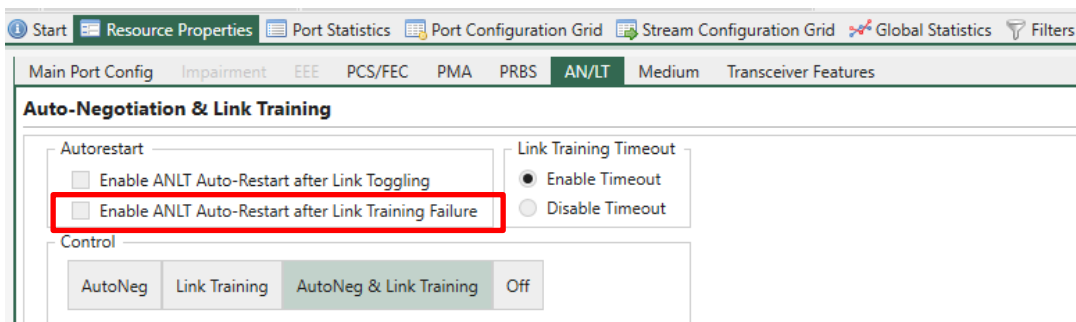 Start Resource Properties Port Statistics Port Configuration Grid Stream Configuration Grid Global Statistics Filters
Main Port Config Impairment EEE PCS/FEC PMA PRBS AN/LT Medium Transceiver Features
Auto-Negotiation & Link Training
Autorestart
Enable ANLT Auto-Restart after Link Toggling
Enable ANLT Auto-Restart after Link Training Failure
Link Training Timeout
Enable Timeout
Disable Timeout
Control
AutoNeg Link Training AutoNeg & Link Training Off